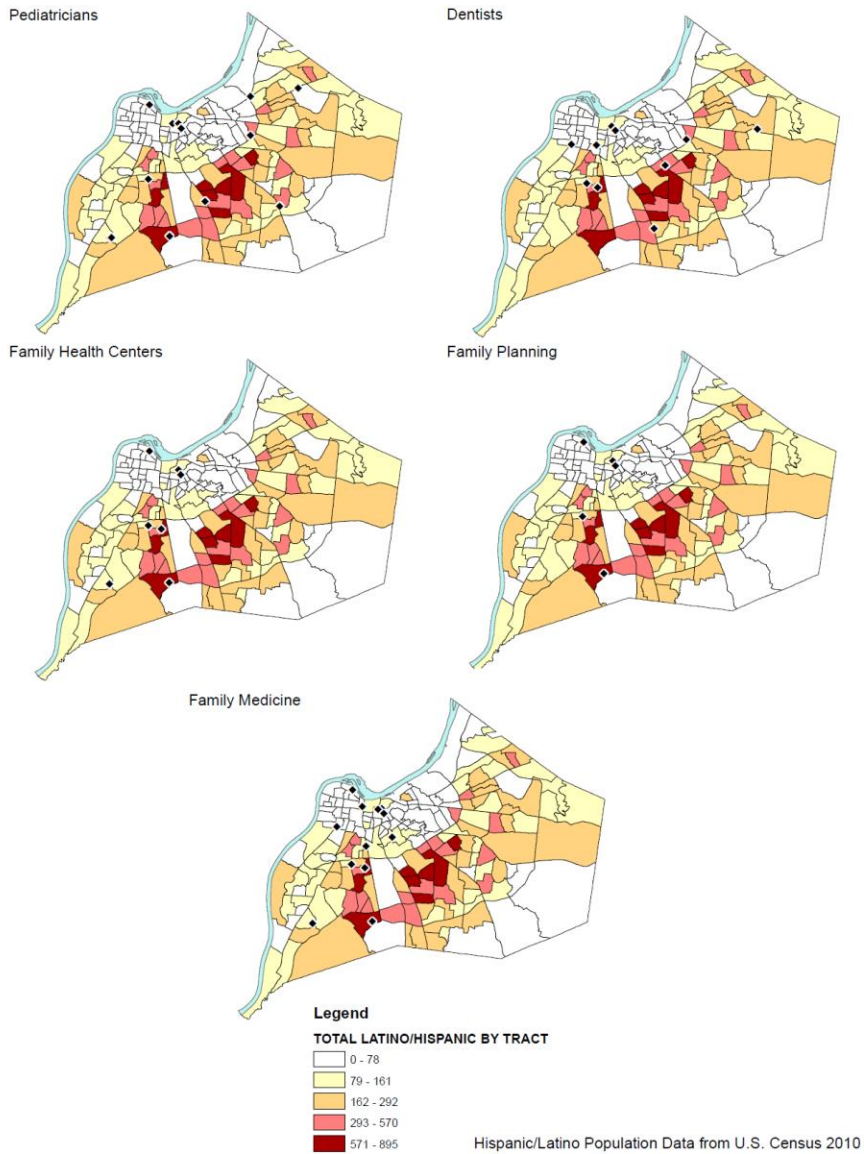 Pediatricians
Dentists
Family Health Centers
Family Planning
Family Medicine
Legend
TOTAL LATINO/HISPANIC BY TRACT
0 - 78
79 - 161
162 - 292
293 - 570
571 - 895
Hispanic/Latino Population Data from U.S. Census 2010